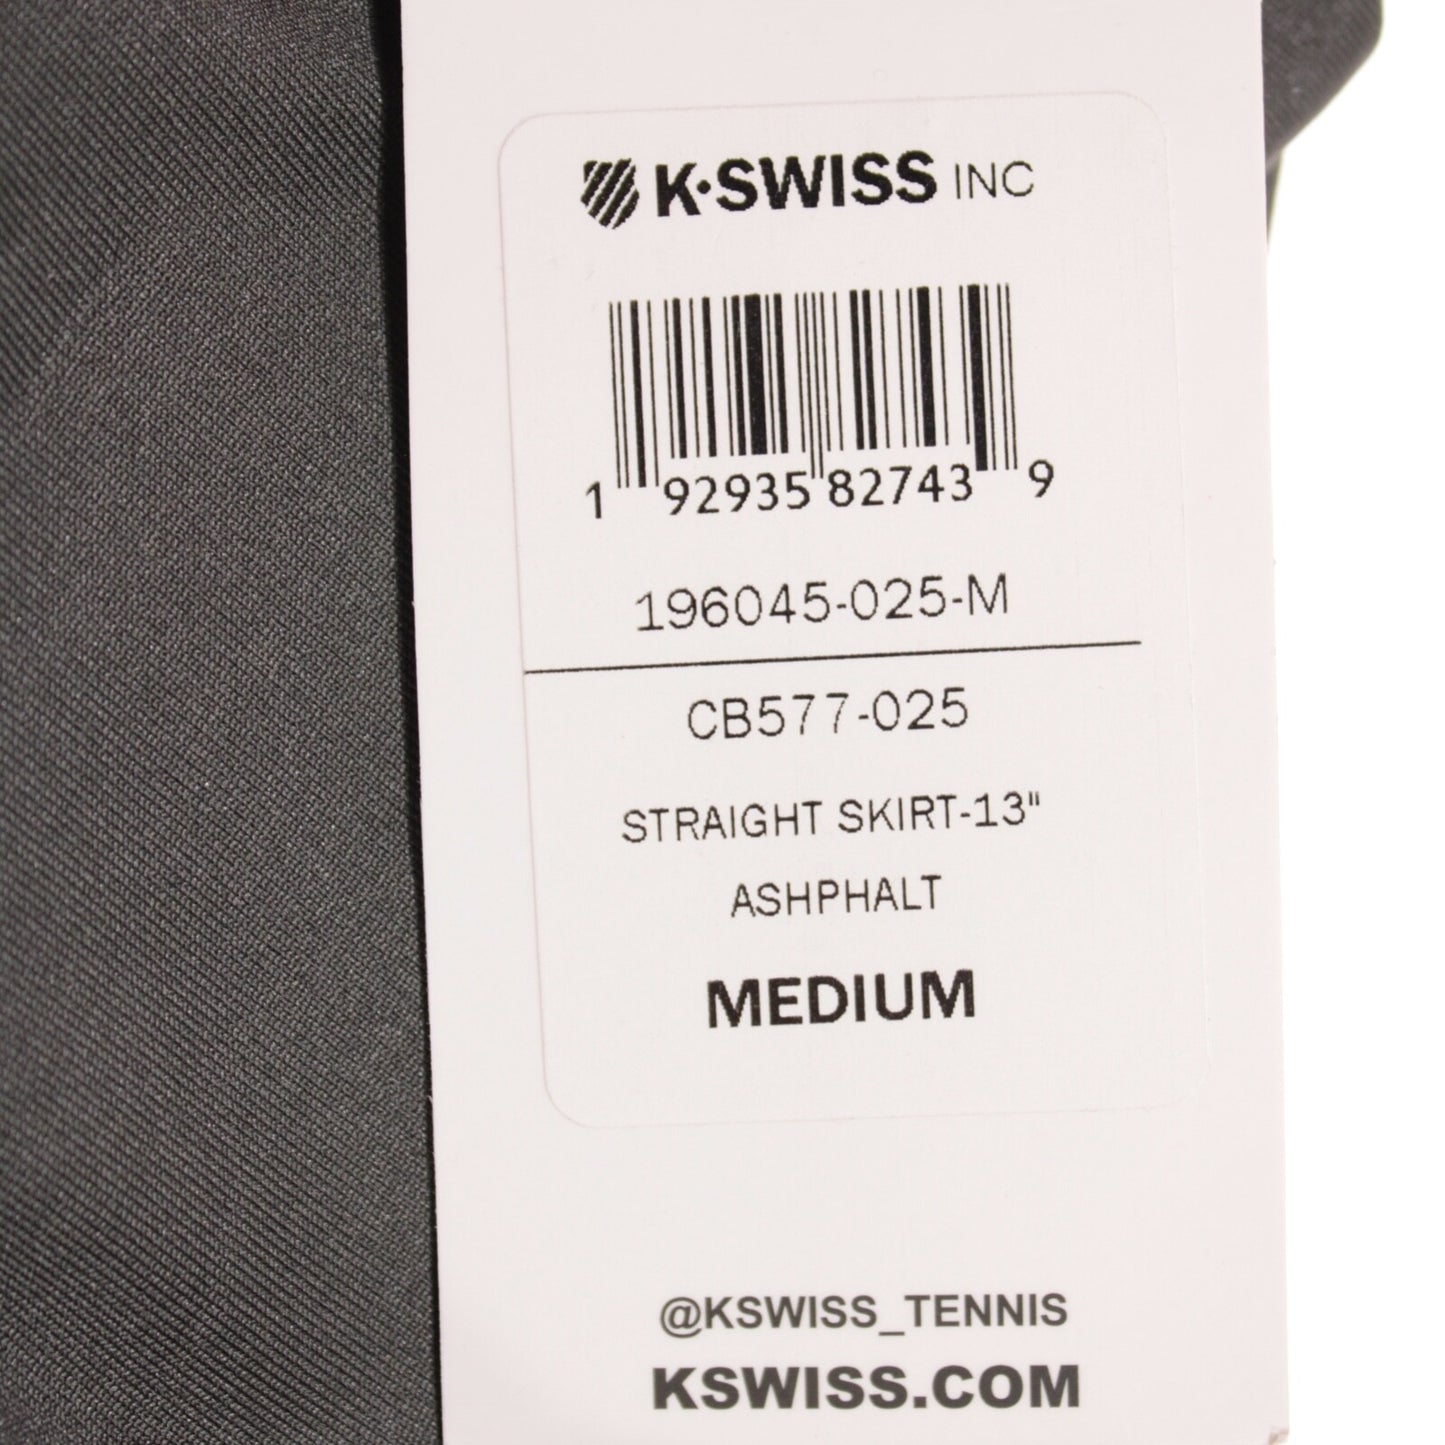 K·SWISS INC
1 92935 82743 9
196045-025-M
CB577-025
STRAIGHT SKIRT-13"
ASHPHALT
MEDIUM
@KSWISS_TENNIS
KSWISS.COM